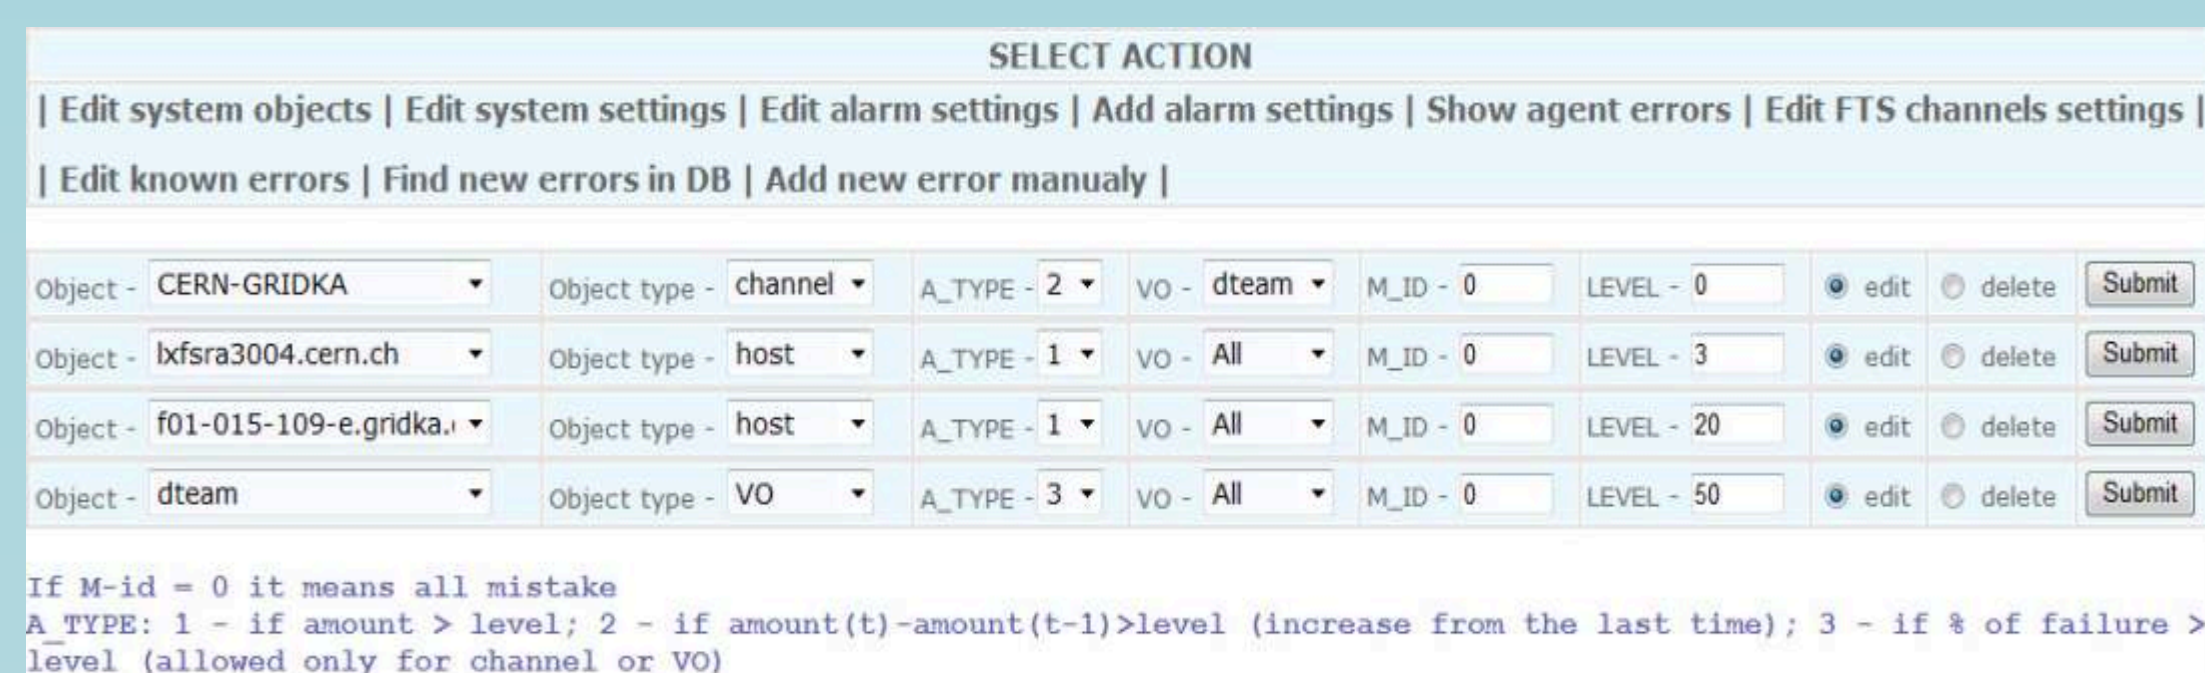 SELECT ACTION
| Edit system objects | Edit system settings | Edit alarm settings | Add alarm settings | Show agent errors | Edit FTS channels settings |
| Edit known errors | Find new errors in DB | Add new error manualy |
Object - CERN-GRIDKA Object type - channel A_TYPE - 2 VO - dteam M_ID - 0 LEVEL - 0 edit delete Submit
Object - lxfsra3004.cern.ch Object type - host A_TYPE - 1 VO - All M_ID - 0 LEVEL - 3 edit delete Submit
Object - f01-015-109-e.gridka. Object type - host A_TYPE - 1 VO - All M_ID - 0 LEVEL - 20 edit delete Submit
Object - dteam Object type - VO A_TYPE - 3 VO - All M_ID - 0 LEVEL - 50 edit delete Submit
If M-id = 0 it means all mistake
A_TYPE: 1 - if amount > level; 2 - if amount(t)-amount(t-1)>level (increase from the last time); 3 - if % of failure >
level (allowed only for channel or VO)